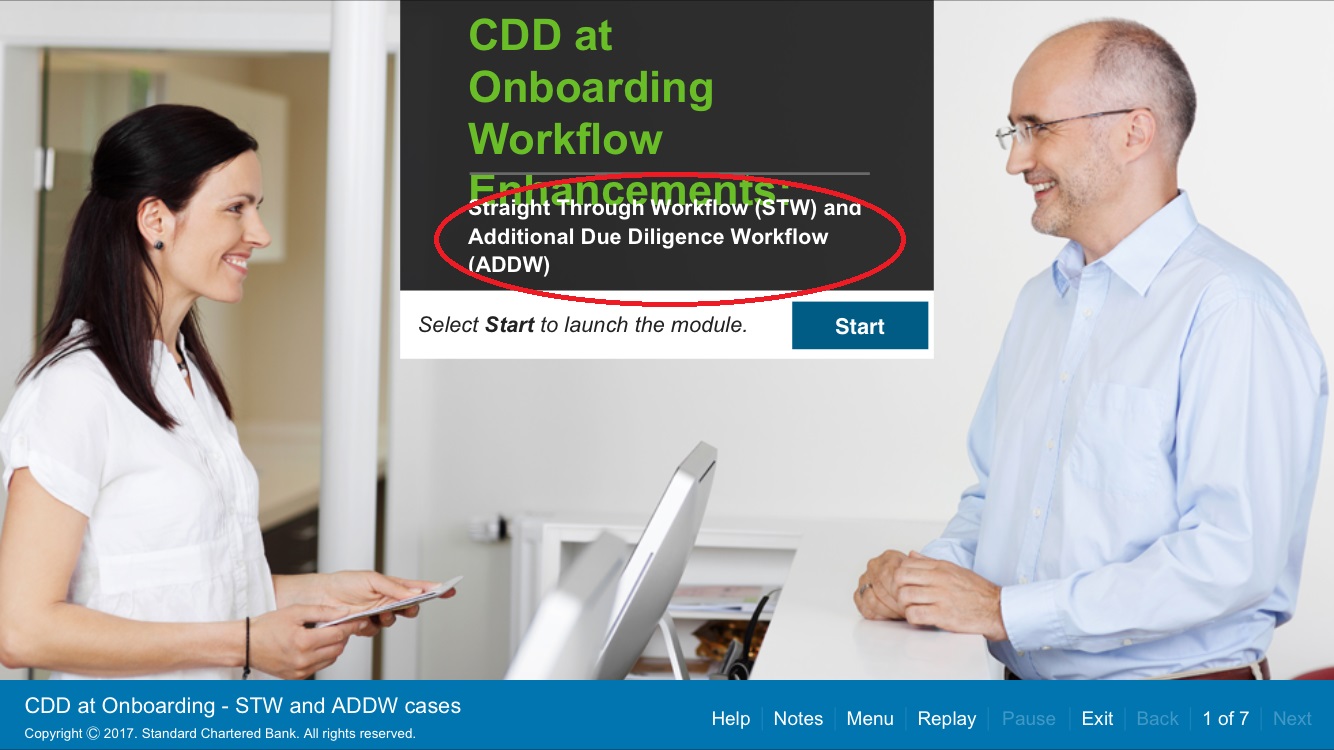 CDD at
Onboarding
Workflow
Enhancements:
Straight Through Workflow (STW) and
Additional Due Diligence Workflow
(ADDW)
Select Start to launch the module.
Start
CDD at Onboarding - STW and ADDW cases
Copyright © 2017. Standard Chartered Bank. All rights reserved.
Help
Notes
Menu
Replay
Pause
Exit
Back
1 of 7
Next